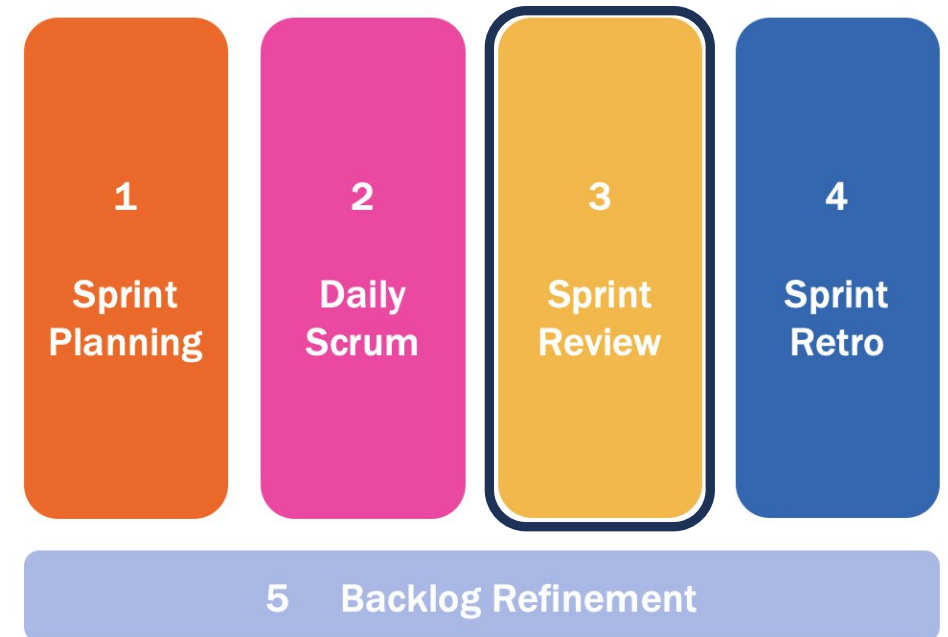 1
Sprint
Planning
2
Daily
Scrum
3
Sprint
Review
4
Sprint
Retro
5 Backlog Refinement